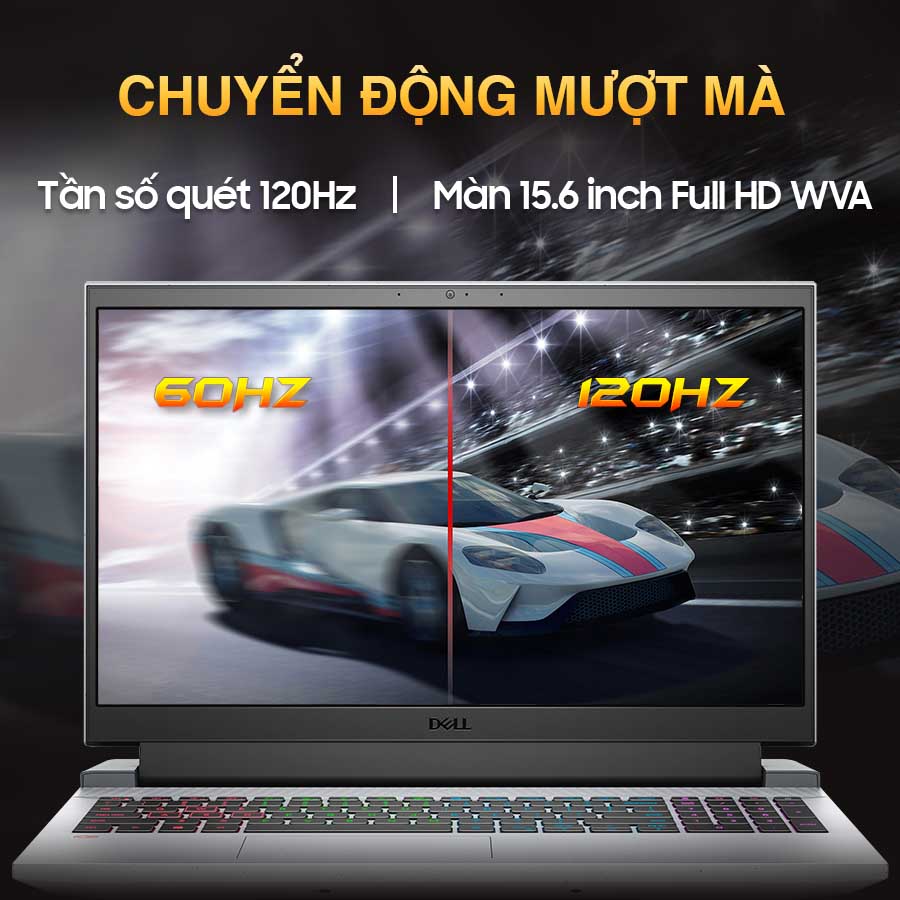 CHUYỂN ĐỘNG MƯỢT MÀ
Tần số quét 120Hz | Màn 15.6 inch Full HD WVA
60HZ 120HZ
DELL